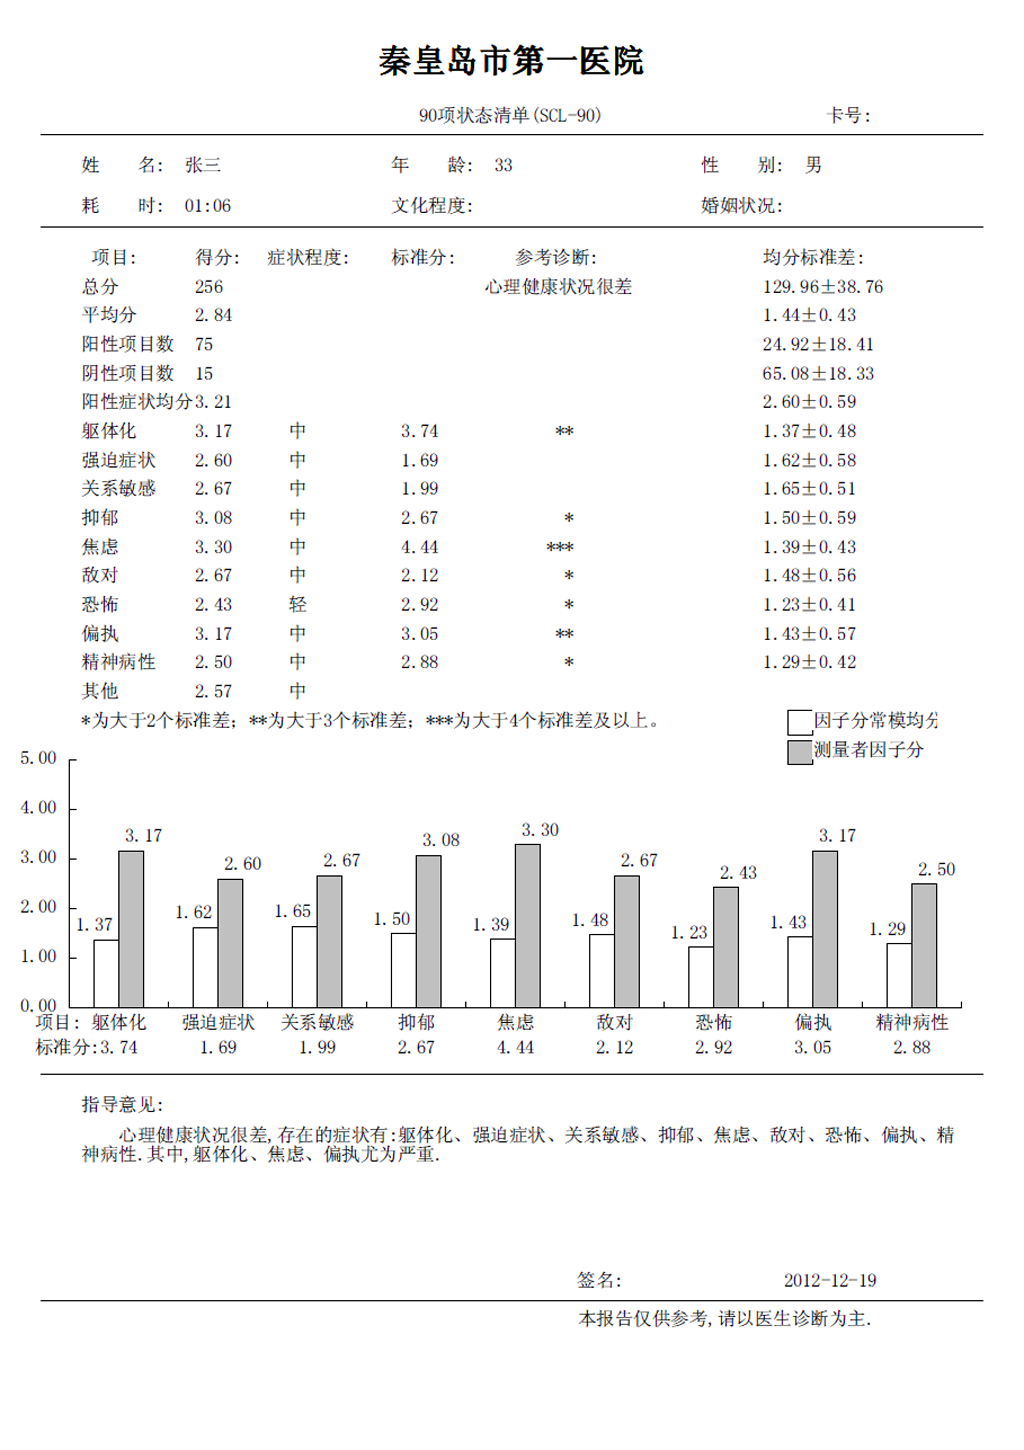 秦皇岛市第一医院
90项状态清单(SCL-90) 卡号:
姓 名: 张三 年 龄: 33 性 别: 男
耗 时: 01:06 文化程度: 婚姻状况:
项目: 得分: 症状程度: 标准分: 参考诊断: 均分标准差:
总分 256 心理健康状况很差 129.96±38.76
平均分 2.84 1.44±0.43
阳性项目数 75 24.92±18.41
阴性项目数 15 65.08±18.33
阳性症状均分3.21 2.60±0.59
躯体化 3.17 中 3.74 ** 1.37±0.48
强迫症状 2.60 中 1.69 1.62±0.58
关系敏感 2.67 中 1.99 1.65±0.51
抑郁 3.08 中 2.67 * 1.50±0.59
焦虑 3.30 中 4.44 *** 1.39±0.43
敌对 2.67 中 2.12 * 1.48±0.56
恐怖 2.43 轻 2.92 * 1.23±0.41
偏执 3.17 中 3.05 ** 1.43±0.57
精神病性 2.50 中 2.88 * 1.29±0.42
其他 2.57 中
*为大于2个标准差; **为大于3个标准差; ***为大于4个标准差及以上。
因子分常模均分
测量者因子分
5.00
4.00
3.00
2.00
1.00
0.00
1.37 3.17 1.62 2.60 1.65 2.67 1.50 3.08 1.39 3.30 1.48 2.67 1.23 2.43 1.43 3.17 1.29 2.50
项目: 躯体化 强迫症状 关系敏感 抑郁 焦虑 敌对 恐怖 偏执 精神病性
标准分:3.74 1.69 1.99 2.67 4.44 2.12 2.92 3.05 2.88
指导意见:
心理健康状况很差,存在的症状有:躯体化、强迫症状、关系敏感、抑郁、焦虑、敌对、恐怖、偏执、精
神病性.其中,躯体化、焦虑、偏执尤为严重.
签名: 2012-12-19
本报告仅供参考,请以医生诊断为主.